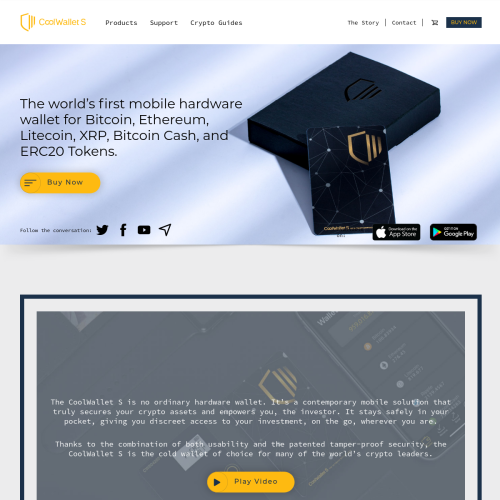 CoolWallet S
Products Support Crypto Guides
The Story Contact BUY NOW
The world's first mobile hardware
wallet for Bitcoin, Ethereum,
Litecoin, XRP, Bitcoin Cash, and
ERC20 Tokens.
Buy Now
Follow the conversation:
CoolWallet S
Download on the
App Store
GET IT ON
Google Play
The CoolWallet S is no ordinary hardware wallet. It's a contemporary mobile solution that
truly secures your crypto assets and empowers you, the investor. It stays safely in your
pocket, giving you discreet access to your investment, on the go, wherever you are.
Thanks to the combination of both usability and the patented tamper-proof security, the
CoolWallet S is the cold wallet of choice for many of the world's crypto leaders.
Play Video